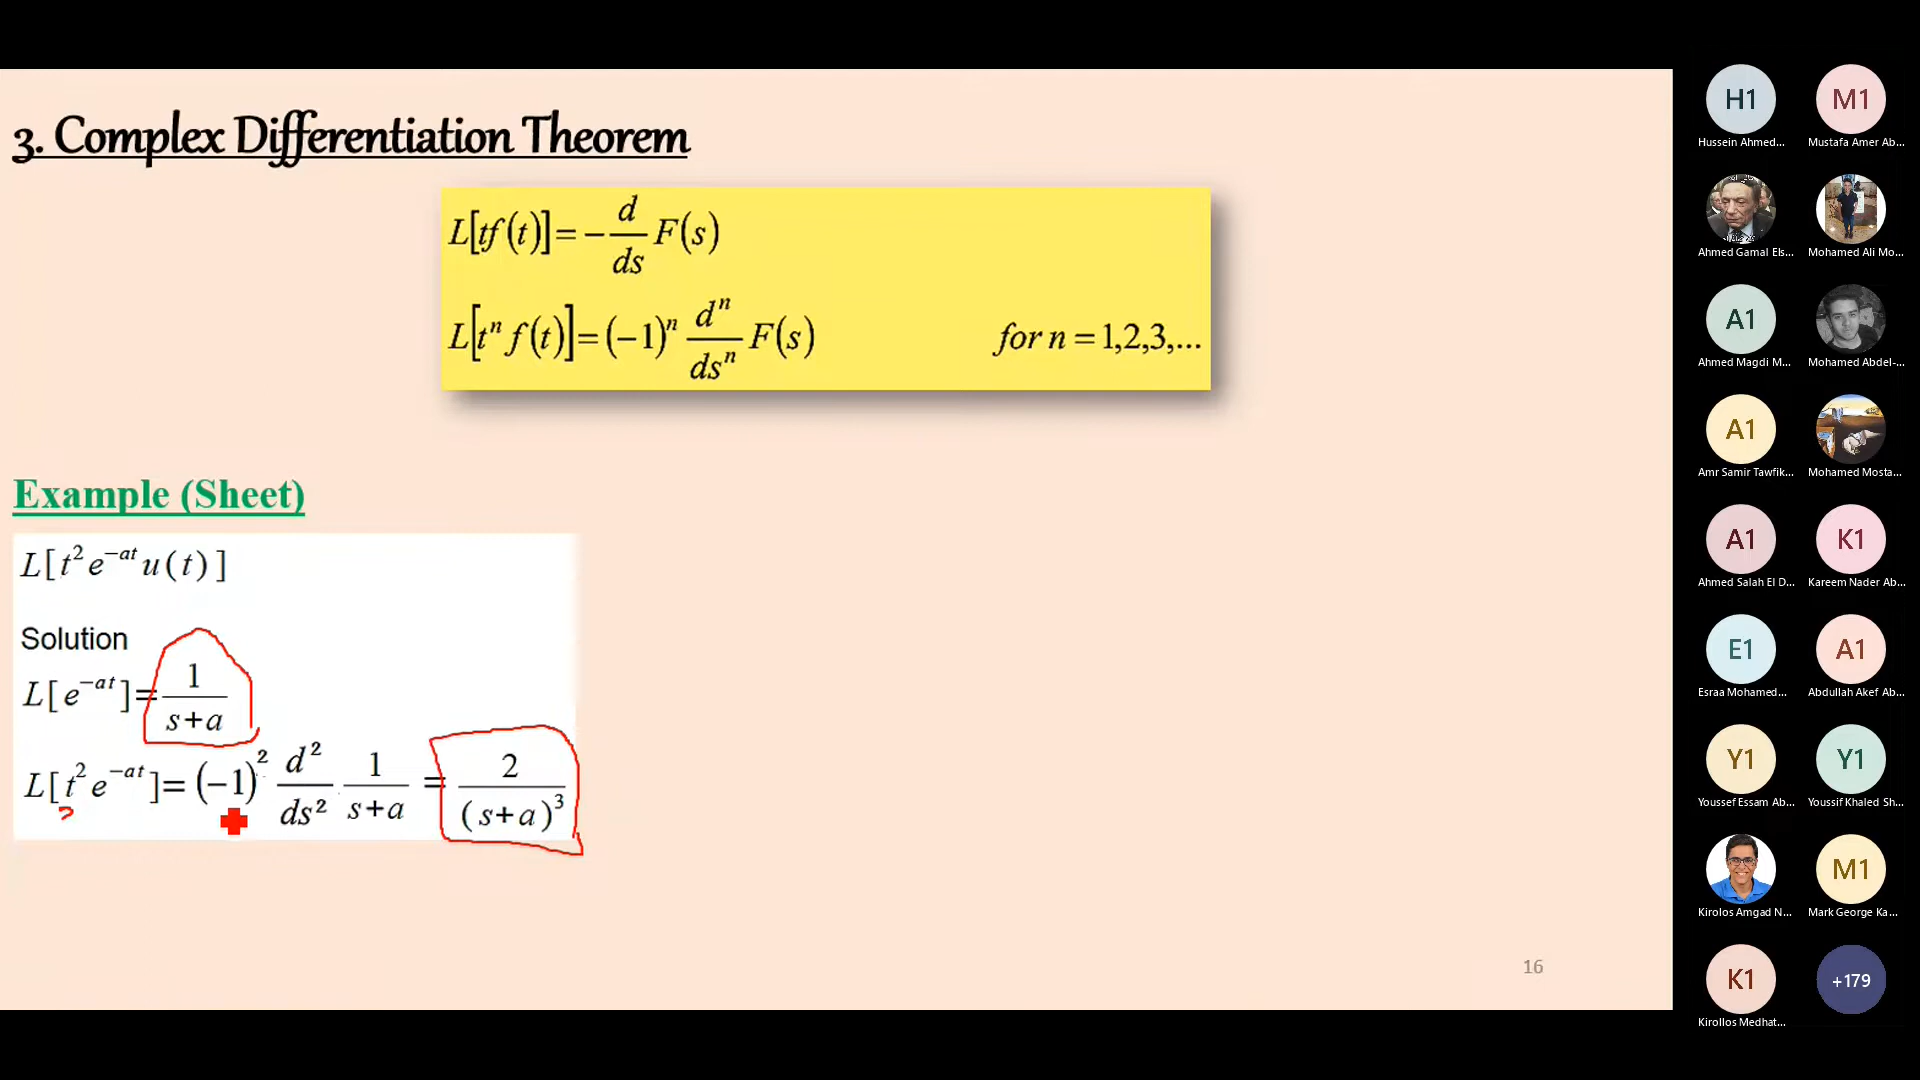 3. Complex Differentiation Theorem
L[tf(t)] = − d/ds F(s)
L[tⁿ f(t)] = (−1)ⁿ dⁿ/dsⁿ F(s) for n = 1,2,3,...
Example (Sheet)
L[t² e^−at u(t)]
Solution
L[e^−at] = 1/(s+a)
L[t² e^−at] = (−1)² d²/ds² 1/(s+a) = 2/(s+a)³
16
H1 M1
Hussein Ahmed... Mustafa Amer Ab...
Ahmed Gamal Els... Mohamed Ali Mo...
A1
Ahmed Magdi M... Mohamed Abdel-...
A1
Amr Samir Tawfik... Mohamed Mosta...
A1 K1
Ahmed Salah El D... Kareem Nader Ab...
E1 A1
Esraa Mohamed... Abdullah Akef Ab...
Y1 Y1
Youssef Essam Ab... Youssif Khaled Sh...
M1
Kirolos Amgad N... Mark George Ka...
K1 +179
Kirollos Medhat...